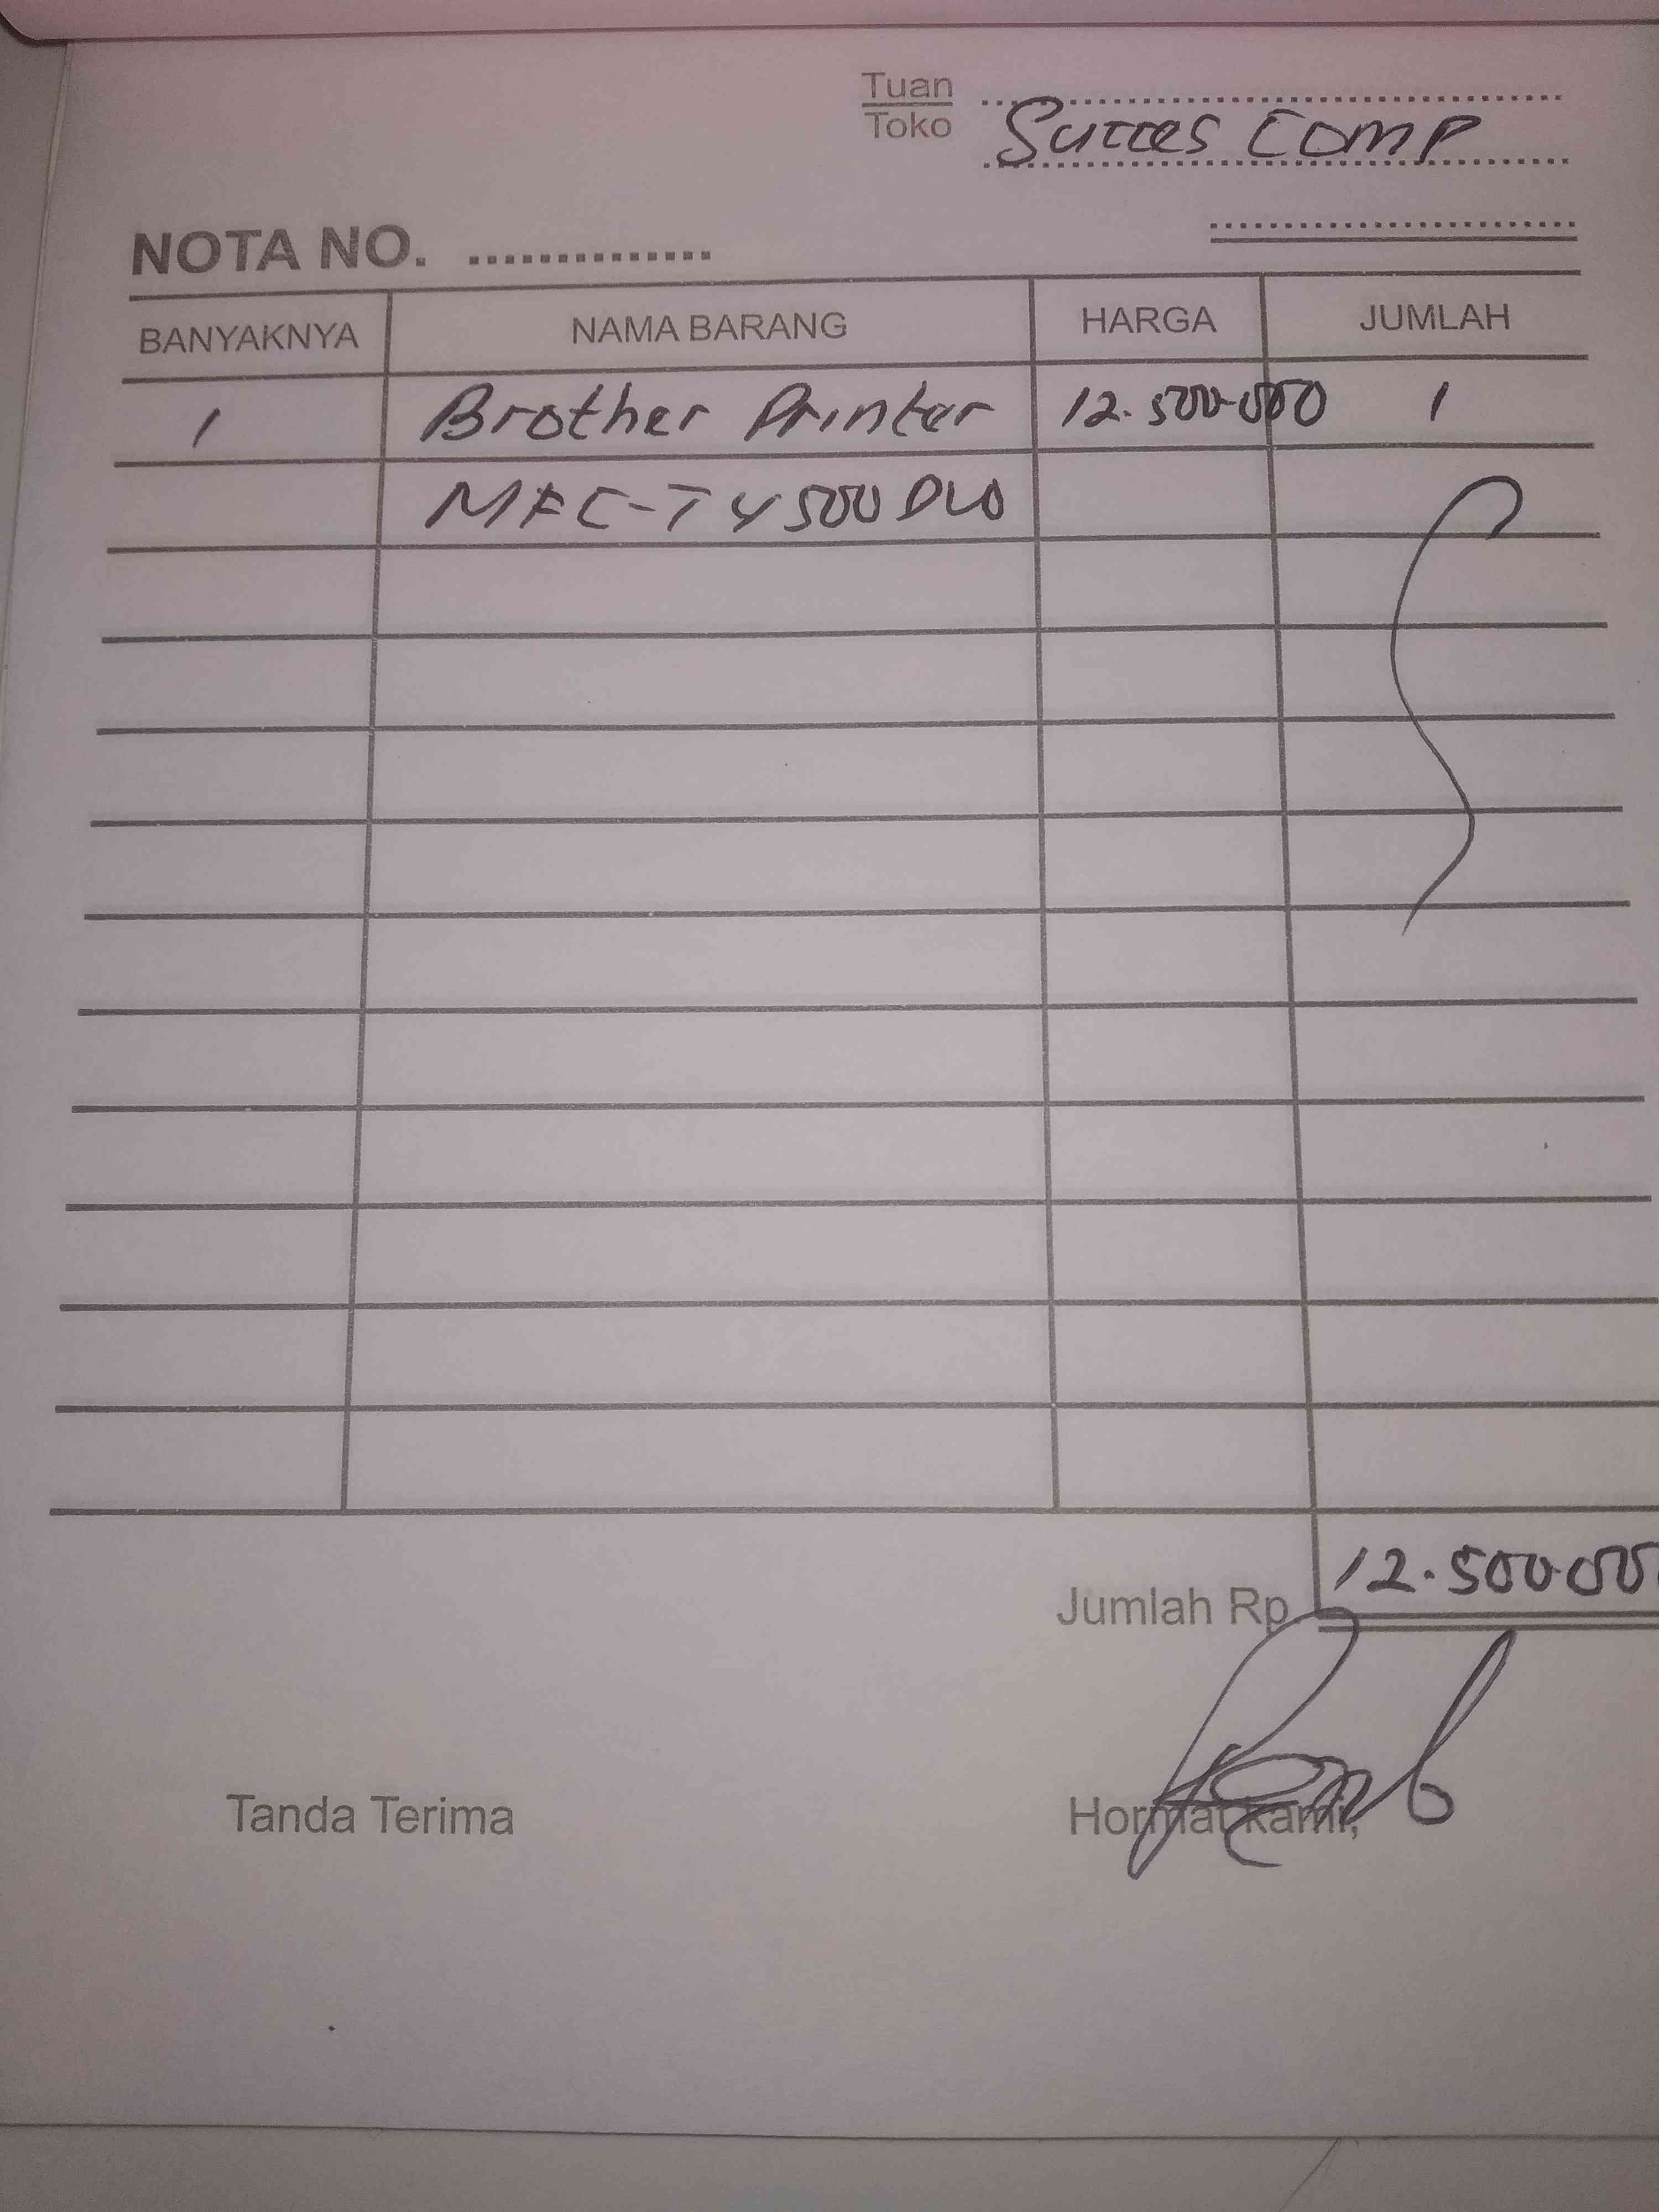 Tuan
Toko Succes Comp
NOTA NO. ..............
BANYAKNYA NAMA BARANG HARGA JUMLAH
1 Brother Printer 12.500.000 1
MFC-T4500DW
Jumlah Rp 12.500.00
Tanda Terima Hormat kami,